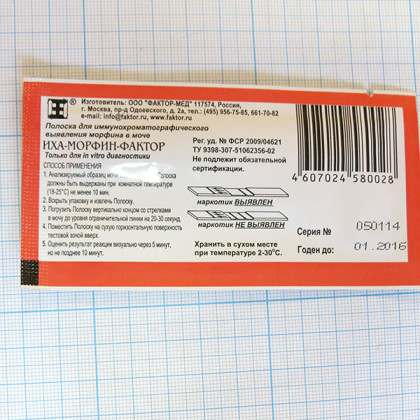 Изготовитель: ООО "ФАКТОР-МЕД" 117574, Россия,
г. Москва, пр-д Одоевского, д. 2а, тел.: (495) 956-75-85, 661-70-82
e-mail: info@faktor.ru, www.faktor.ru
Полоска для иммунохроматографического
выявления морфина в моче
ИХА-МОРФИН-ФАКТОР
Только для in vitro диагностики
Рег. уд. № ФСР 2009/04621
ТУ 9398-307-51062356-02
Не подлежит обязательной
сертификации.
СПОСОБ ПРИМЕНЕНИЯ
1. Анализируемый образец мочи Полоска
должны быть выдержаны при комнатной температуре
(18-25°С) не менее 10 мин.
2. Вскрыть упаковку и извлечь Полоску.
3. Погрузить Полоску вертикально концом со стрелками
в мочу до уровня ограничительной линии на 20-30 секунд.
4. Поместить Полоску на сухую горизонтальную поверхность
тестовой зоной вверх.
5. Оценить результат реакции визуально через 5 минут,
но не позднее 10 минут.
наркотик ВЫЯВЛЕН
наркотик НЕ ВЫЯВЛЕН
Хранить в сухом месте
при температуре 2-30°С.
4 607024 580028
Серия № 050114
Годен до 01.2016